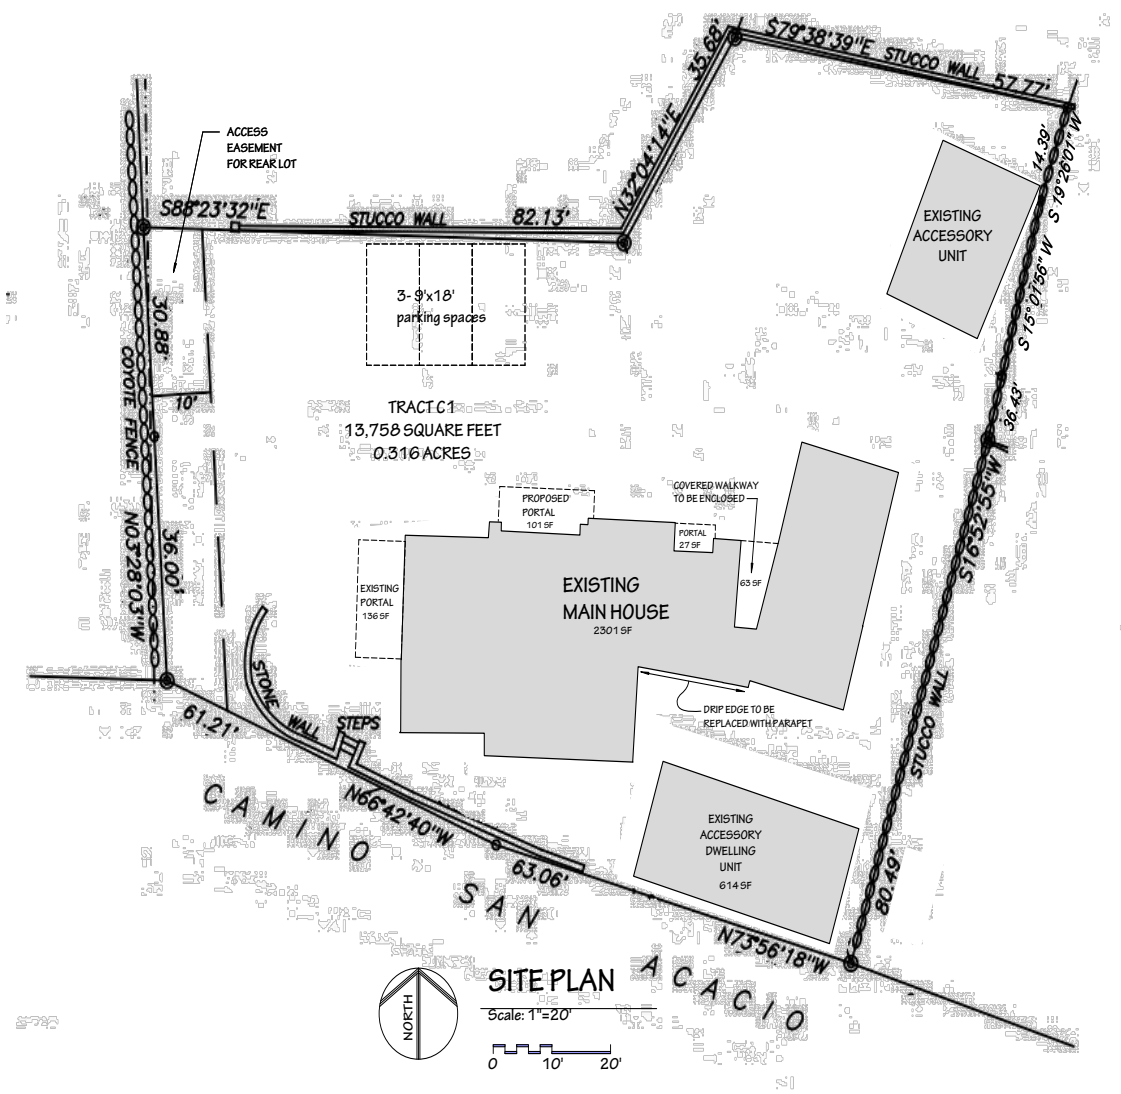 S79°38'39"E STUCCO WALL 57.77'
35.68'
N32°04'14"E
14.39'
S 19°26'01" W
ACCESS
EASEMENT
FOR REAR LOT
S88°23'32"E
STUCCO WALL
82.13'
EXISTING
ACCESSORY
UNIT
S 15°01'56" W
3- 9'x18'
parking spaces
30.88'
COYOTE FENCE
10'
36.43'
TRACT C1
13,758 SQUARE FEET
0.316 ACRES
S16°52'55"W
COVERED WALKWAY
TO BE ENCLOSED
PROPOSED
PORTAL
101 SF
PORTAL
27 SF
N03°28'03"W
36.00'
EXISTING
PORTAL
136 SF
EXISTING
MAIN HOUSE
2301 SF
63 SF
STONE
WALL
STEPS
61.21'
DRIP EDGE TO BE
REPLACED WITH PARAPET
STUCCO WALL
CAMINO
N66°42'40"W
EXISTING
ACCESSORY
DWELLING
UNIT
614 SF
63.06'
80.49'
SAN
N73°56'18"W
ACACIO
NORTH
SITE PLAN
Scale: 1"=20'
0 10' 20'